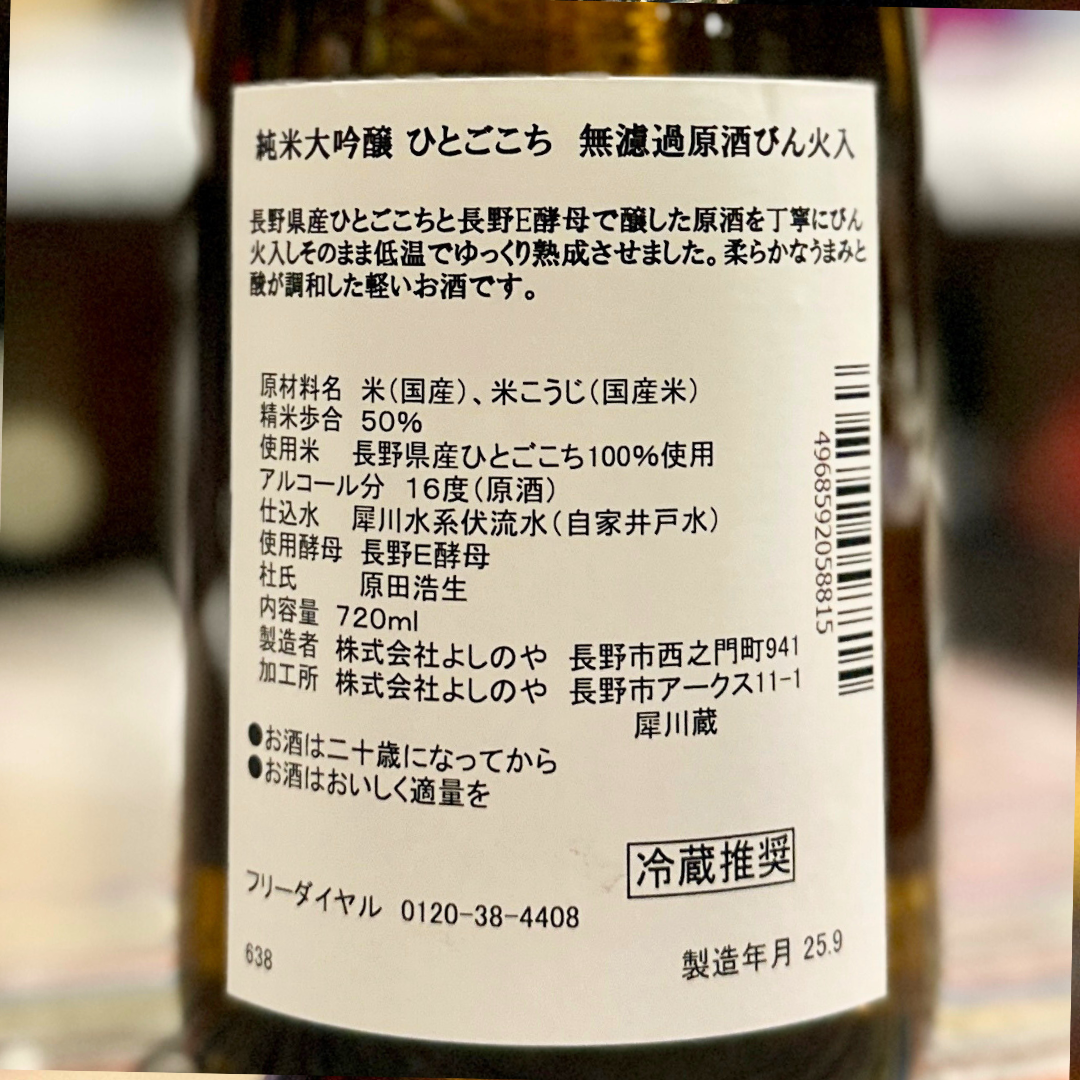 純米大吟醸 ひとごこち 無濾過原酒びん火入
長野県産ひとごこちと長野E酵母で醸した原酒を丁寧にびん
火入しそのまま低温でゆっくり熟成させました。柔らかなうまみと
酸が調和した軽いお酒です。
原材料名 米(国産)、米こうじ(国産米)
精米歩合 50%
使用米 長野県産ひとごこち100%使用
アルコール分 16度(原酒)
仕込水 犀川水系伏流水(自家井戸水)
使用酵母 長野E酵母
杜氏 原田浩生
内容量 720ml
製造者 株式会社よしのや 長野市西之門町941
加工所 株式会社よしのや 長野市アークス11-1
犀川蔵
●お酒は二十歳になってから
●お酒はおいしく適量を
冷蔵推奨
フリーダイヤル 0120-38-4408
638
製造年月 25.9
4968592058815